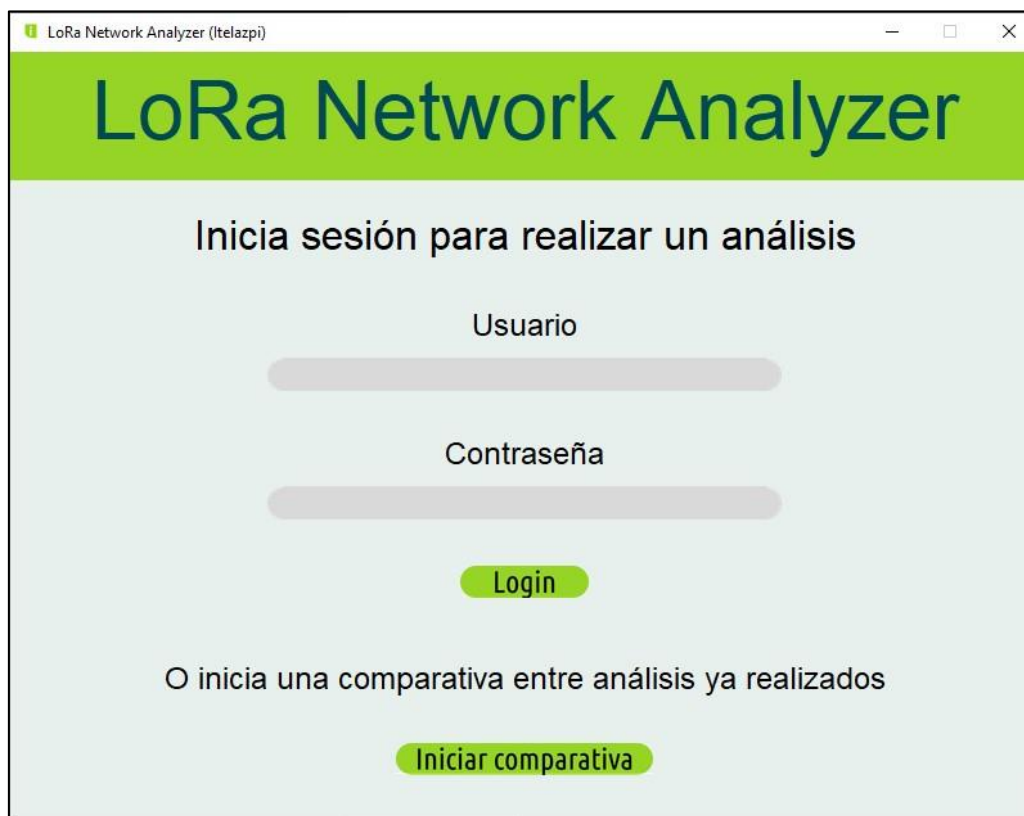 LoRa Network Analyzer (Itelazpi)
LoRa Network Analyzer
Inicia sesión para realizar un análisis
Usuario
Contraseña
Login
O inicia una comparativa entre análisis ya realizados
Iniciar comparativa